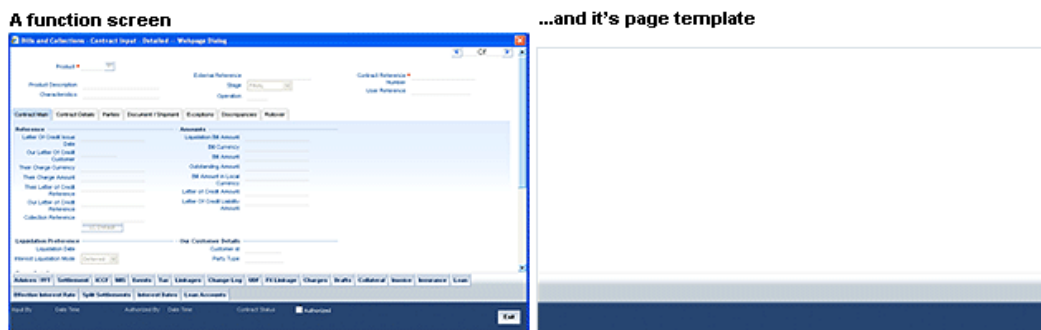 A function screen
...and it's page template
Bills and Collections - Contract Input - Detailed -- Webpage Dialog
Product *
External Reference
Contract Reference *
Number
Product Description
Stage
User Reference
Characteristics
Operation
Contract Main Contract Details Parties Document / Shipment Exceptions Discrepancies Rollover
Reference
Amounts
Letter Of Credit Issue
Date
Liquidation Bill Amount
Our Letter Of Credit
Customer
Bill Currency
Bill Amount
Their Charge Currency
Outstanding Amount
Their Charge Amount
Bill Amount in Local
Currency
Their Letter of Credit
Reference
Letter of Credit Amount
Our Letter of Credit
Reference
Letter Of Credit Liability
Amount
Collection Reference
Liquidation Preference
Our Customer Details
Liquidation Date
Customer Id
Interest Liquidation Mode Deferred
Party Type
Advices / FFT Settlement ICCF MIS Events Tax Linkages Change Log UDF FX Linkage Charges Drafts Collateral Invoice Insurance Loan
Effective Interest Rate Split Settlements Interest Dates Loan Accounts
Input By Date Time Authorized By Date Time Contract Status Authorized
Exit